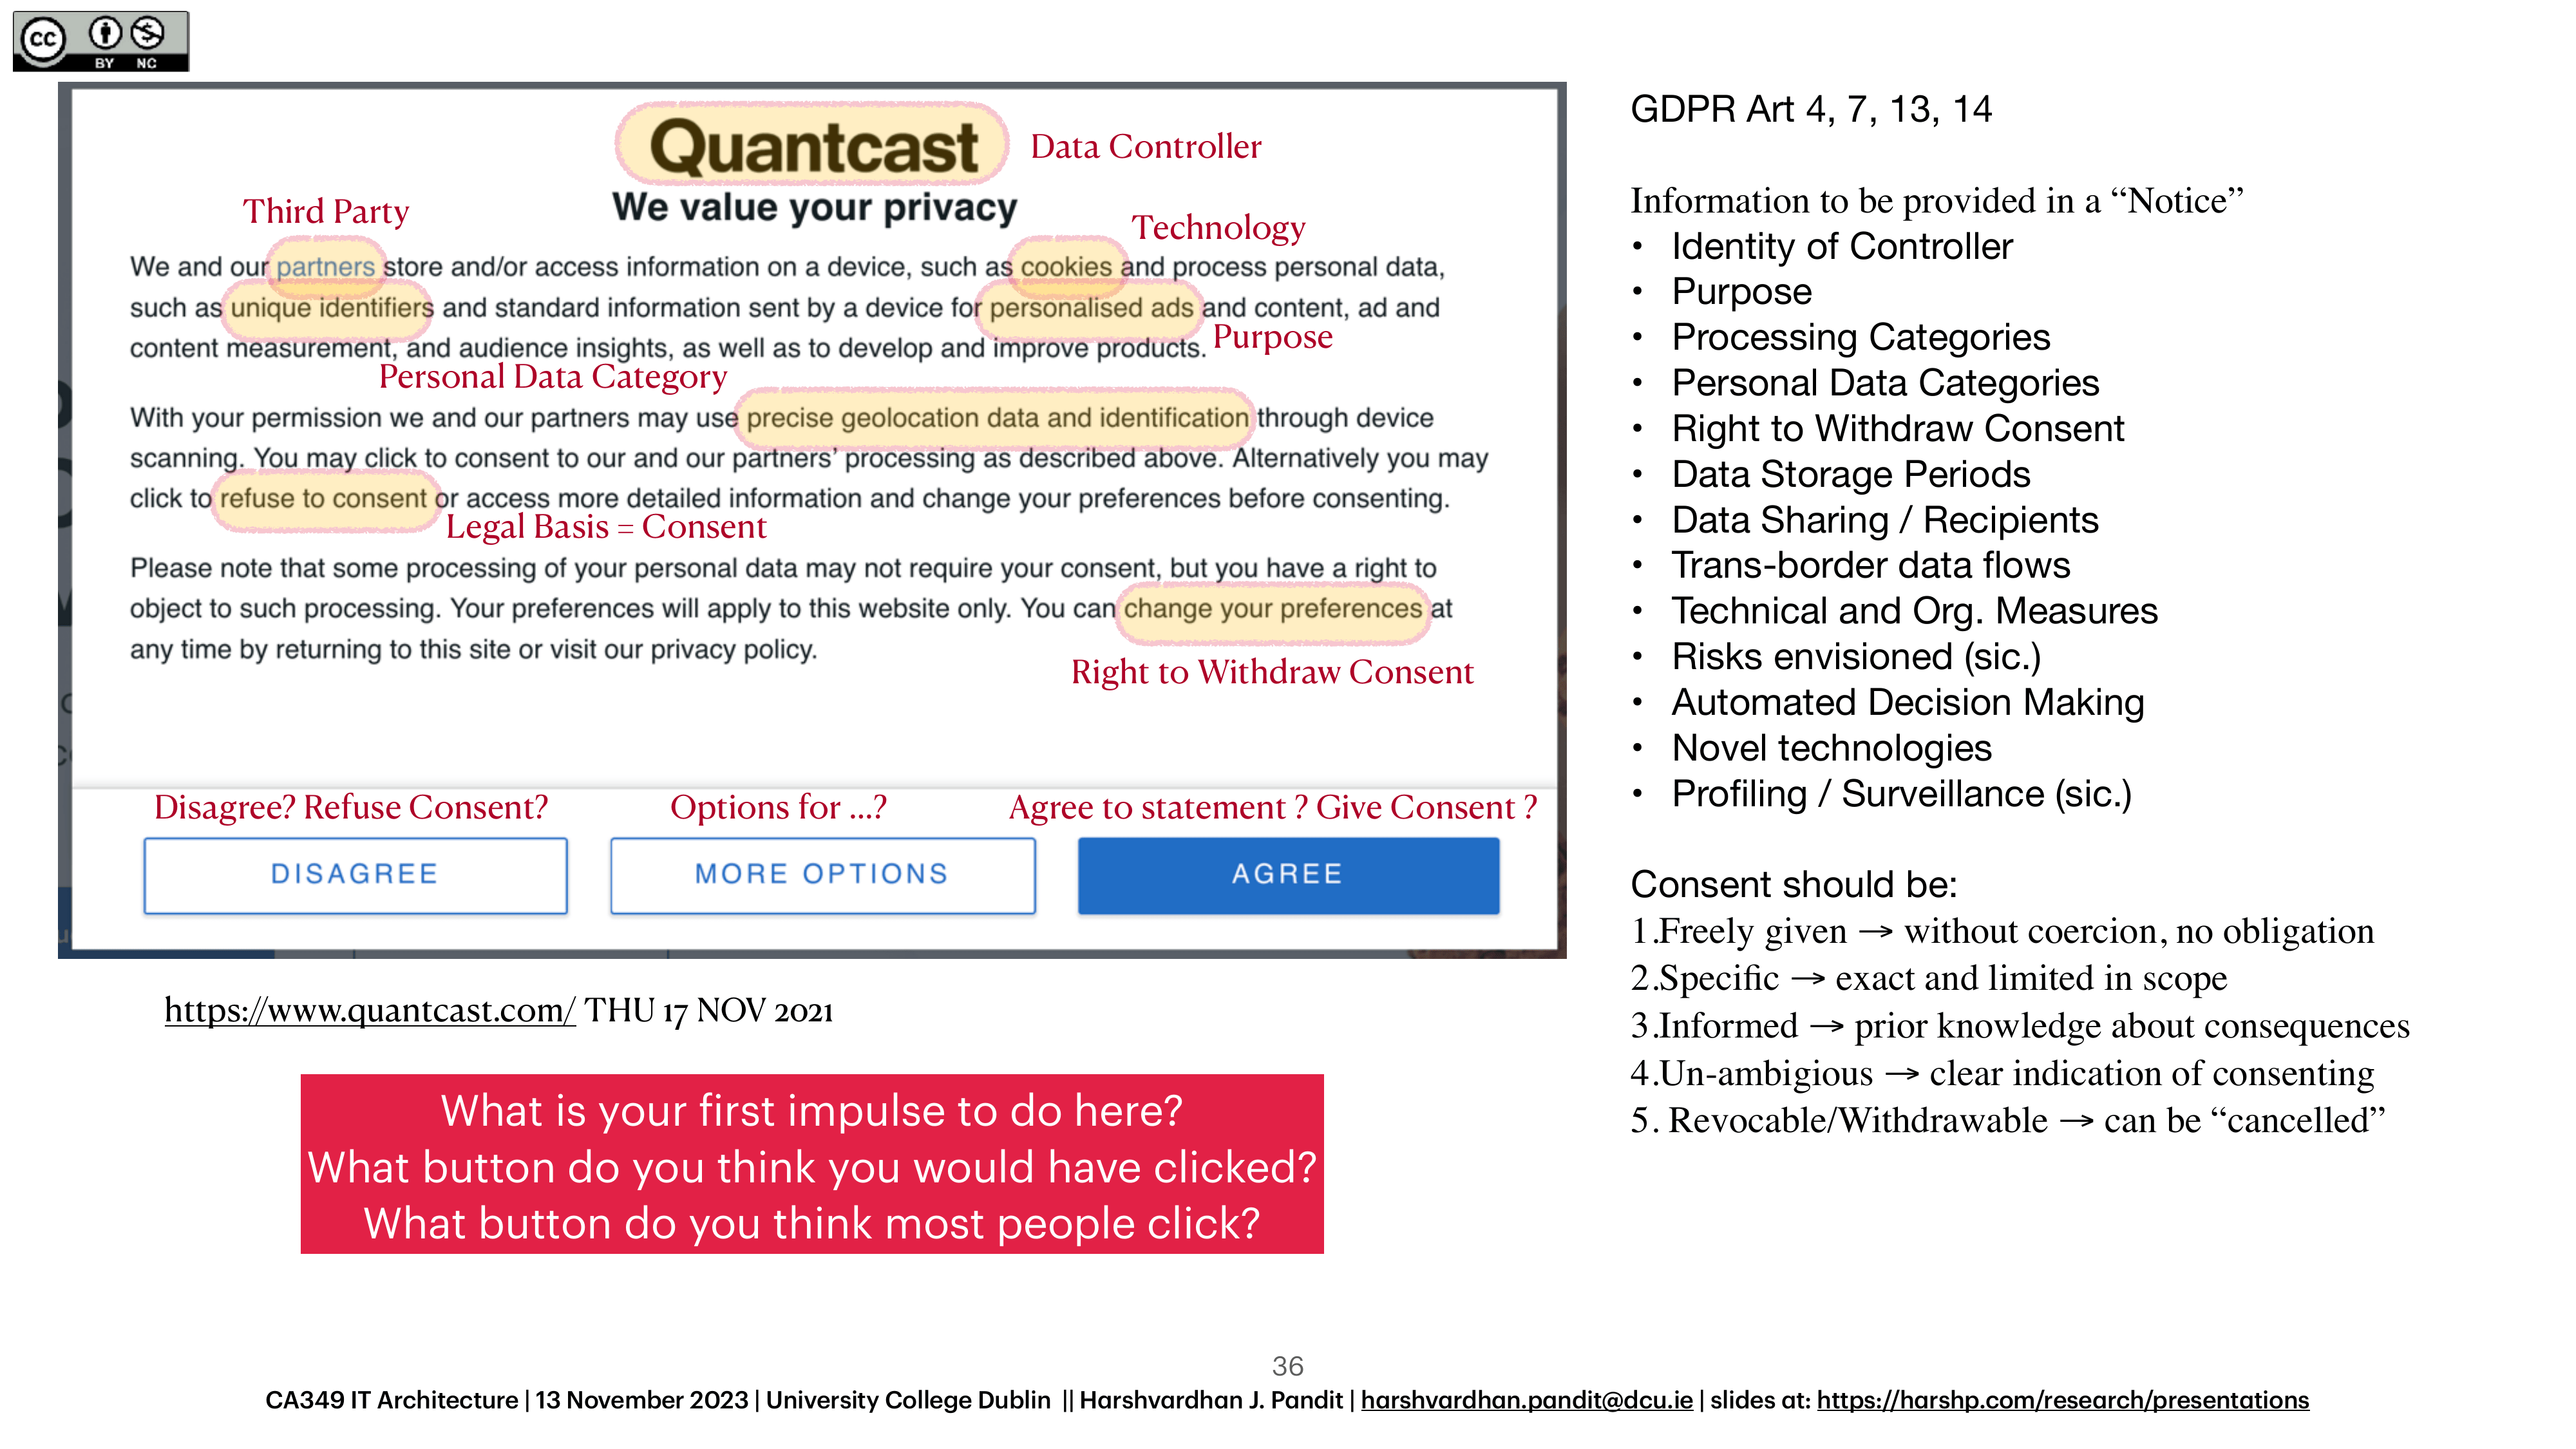 cc
BY NC
Quantcast
Data Controller
We value your privacy
Third Party
Technology
We and our partners store and/or access information on a device, such as cookies and process personal data,
such as unique identifiers and standard information sent by a device for personalised ads and content, ad and
content measurement, and audience insights, as well as to develop and improve products.
Purpose
Personal Data Category
With your permission we and our partners may use precise geolocation data and identification through device
scanning. You may click to consent to our and our partners’ processing as described above. Alternatively you may
click to refuse to consent or access more detailed information and change your preferences before consenting.
Legal Basis = Consent
Please note that some processing of your personal data may not require your consent, but you have a right to
object to such processing. Your preferences will apply to this website only. You can change your preferences at
any time by returning to this site or visit our privacy policy.
Right to Withdraw Consent
Disagree? Refuse Consent?
Options for ...?
Agree to statement ? Give Consent ?
DISAGREE
MORE OPTIONS
AGREE
https://www.quantcast.com/ THU 17 NOV 2021
What is your first impulse to do here?
What button do you think you would have clicked?
What button do you think most people click?
GDPR Art 4, 7, 13, 14
Information to be provided in a “Notice”
• Identity of Controller
• Purpose
• Processing Categories
• Personal Data Categories
• Right to Withdraw Consent
• Data Storage Periods
• Data Sharing / Recipients
• Trans-border data flows
• Technical and Org. Measures
• Risks envisioned (sic.)
• Automated Decision Making
• Novel technologies
• Profiling / Surveillance (sic.)
Consent should be:
1.Freely given → without coercion, no obligation
2.Specific → exact and limited in scope
3.Informed → prior knowledge about consequences
4.Un-ambigious → clear indication of consenting
5. Revocable/Withdrawable → can be “cancelled”
36
CA349 IT Architecture | 13 November 2023 | University College Dublin || Harshvardhan J. Pandit | harshvardhan.pandit@dcu.ie | slides at: https://harshp.com/research/presentations